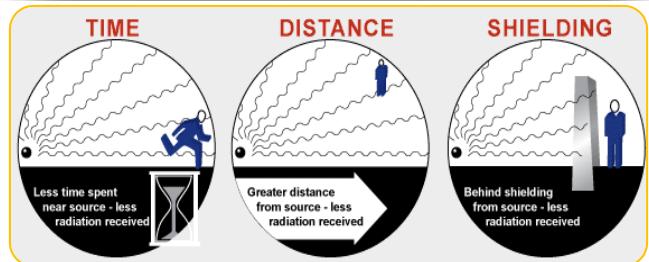 TIME
Less time spent
near source - less
radiation received
DISTANCE
Greater distance
from source - less
radiation received
SHIELDING
Behind shielding
from source - less
radiation received